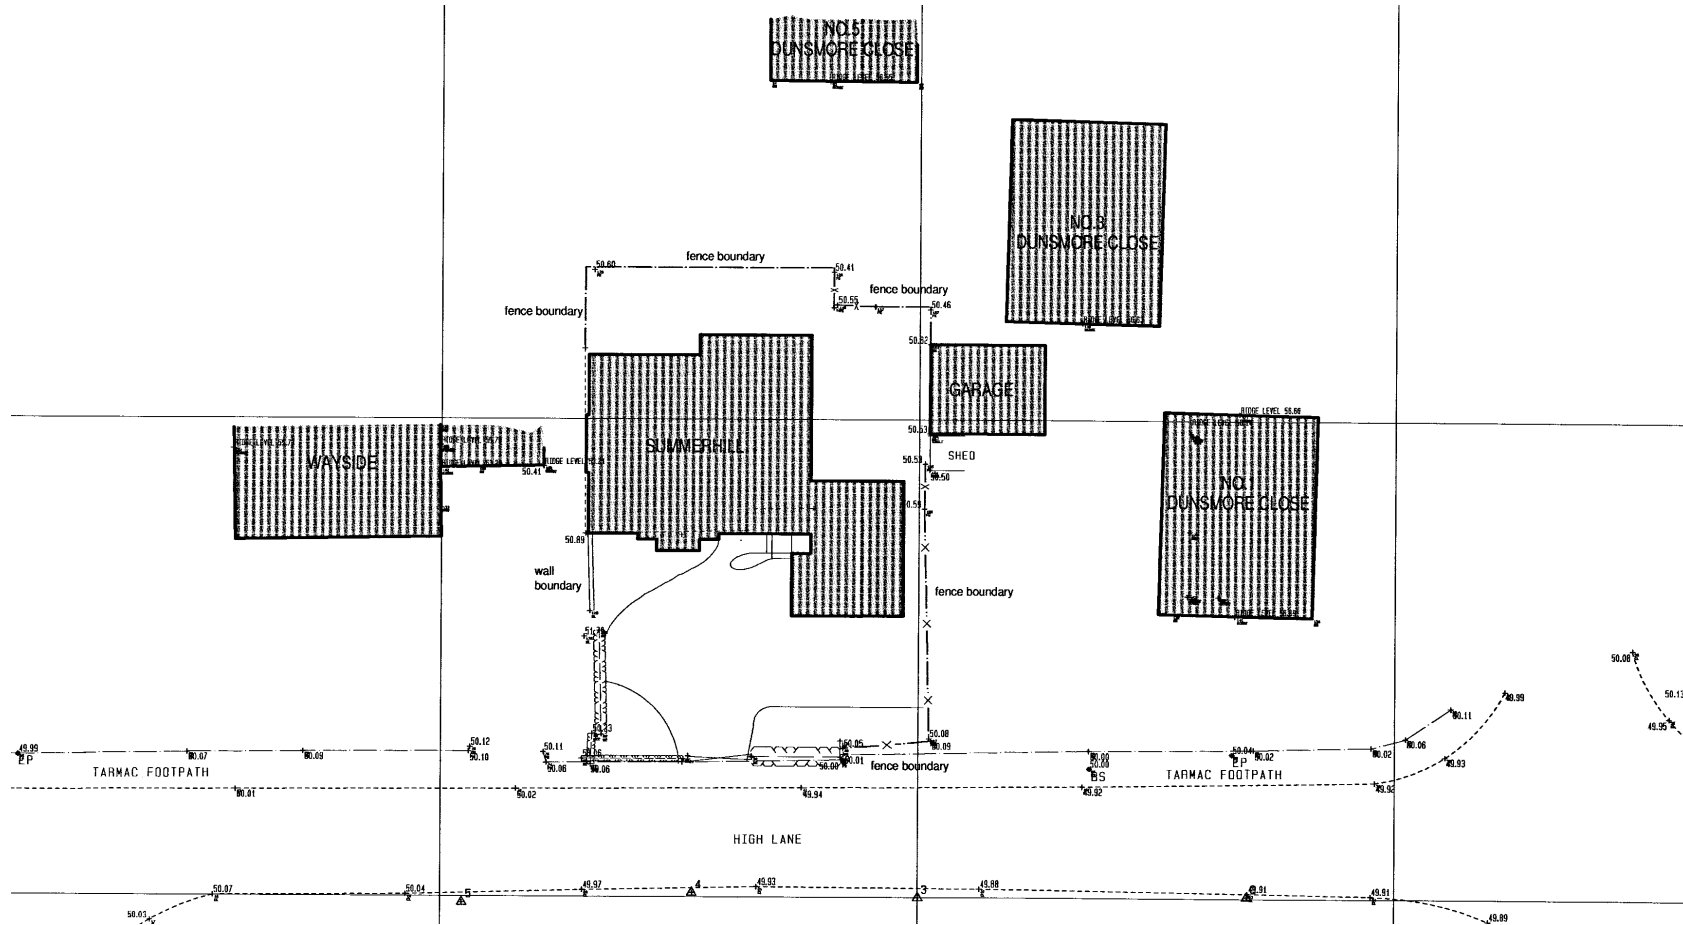 NO.5
DUNSMORE CLOSE
NO.3
DUNSMORE CLOSE
50.60
fence boundary
50.41
fence boundary
50.55
50.46
fence boundary
50.62
GARAGE
RIDGE LEVEL 56.66
WAYSIDE
50.41
SUMMERHILL
50.53
SHED
50.50
50.59
NO.1
DUNSMORE CLOSE
50.89
wall
boundary
fence boundary
50.08
50.13
49.99
49.95
50.11
49.99
50.07
50.09
50.12
50.10
50.11
50.05
50.08
50.09
50.04
50.02
50.02
50.06
EP
50.06
50.06
50.00
50.01
fence boundary
50.00
EP
49.93
TARMAC FOOTPATH
BS
TARMAC FOOTPATH
50.01
50.02
49.94
49.92
49.92
HIGH LANE
50.07
50.04
5
49.97
4
49.93
3
49.88
49.91
49.91
50.03
49.89